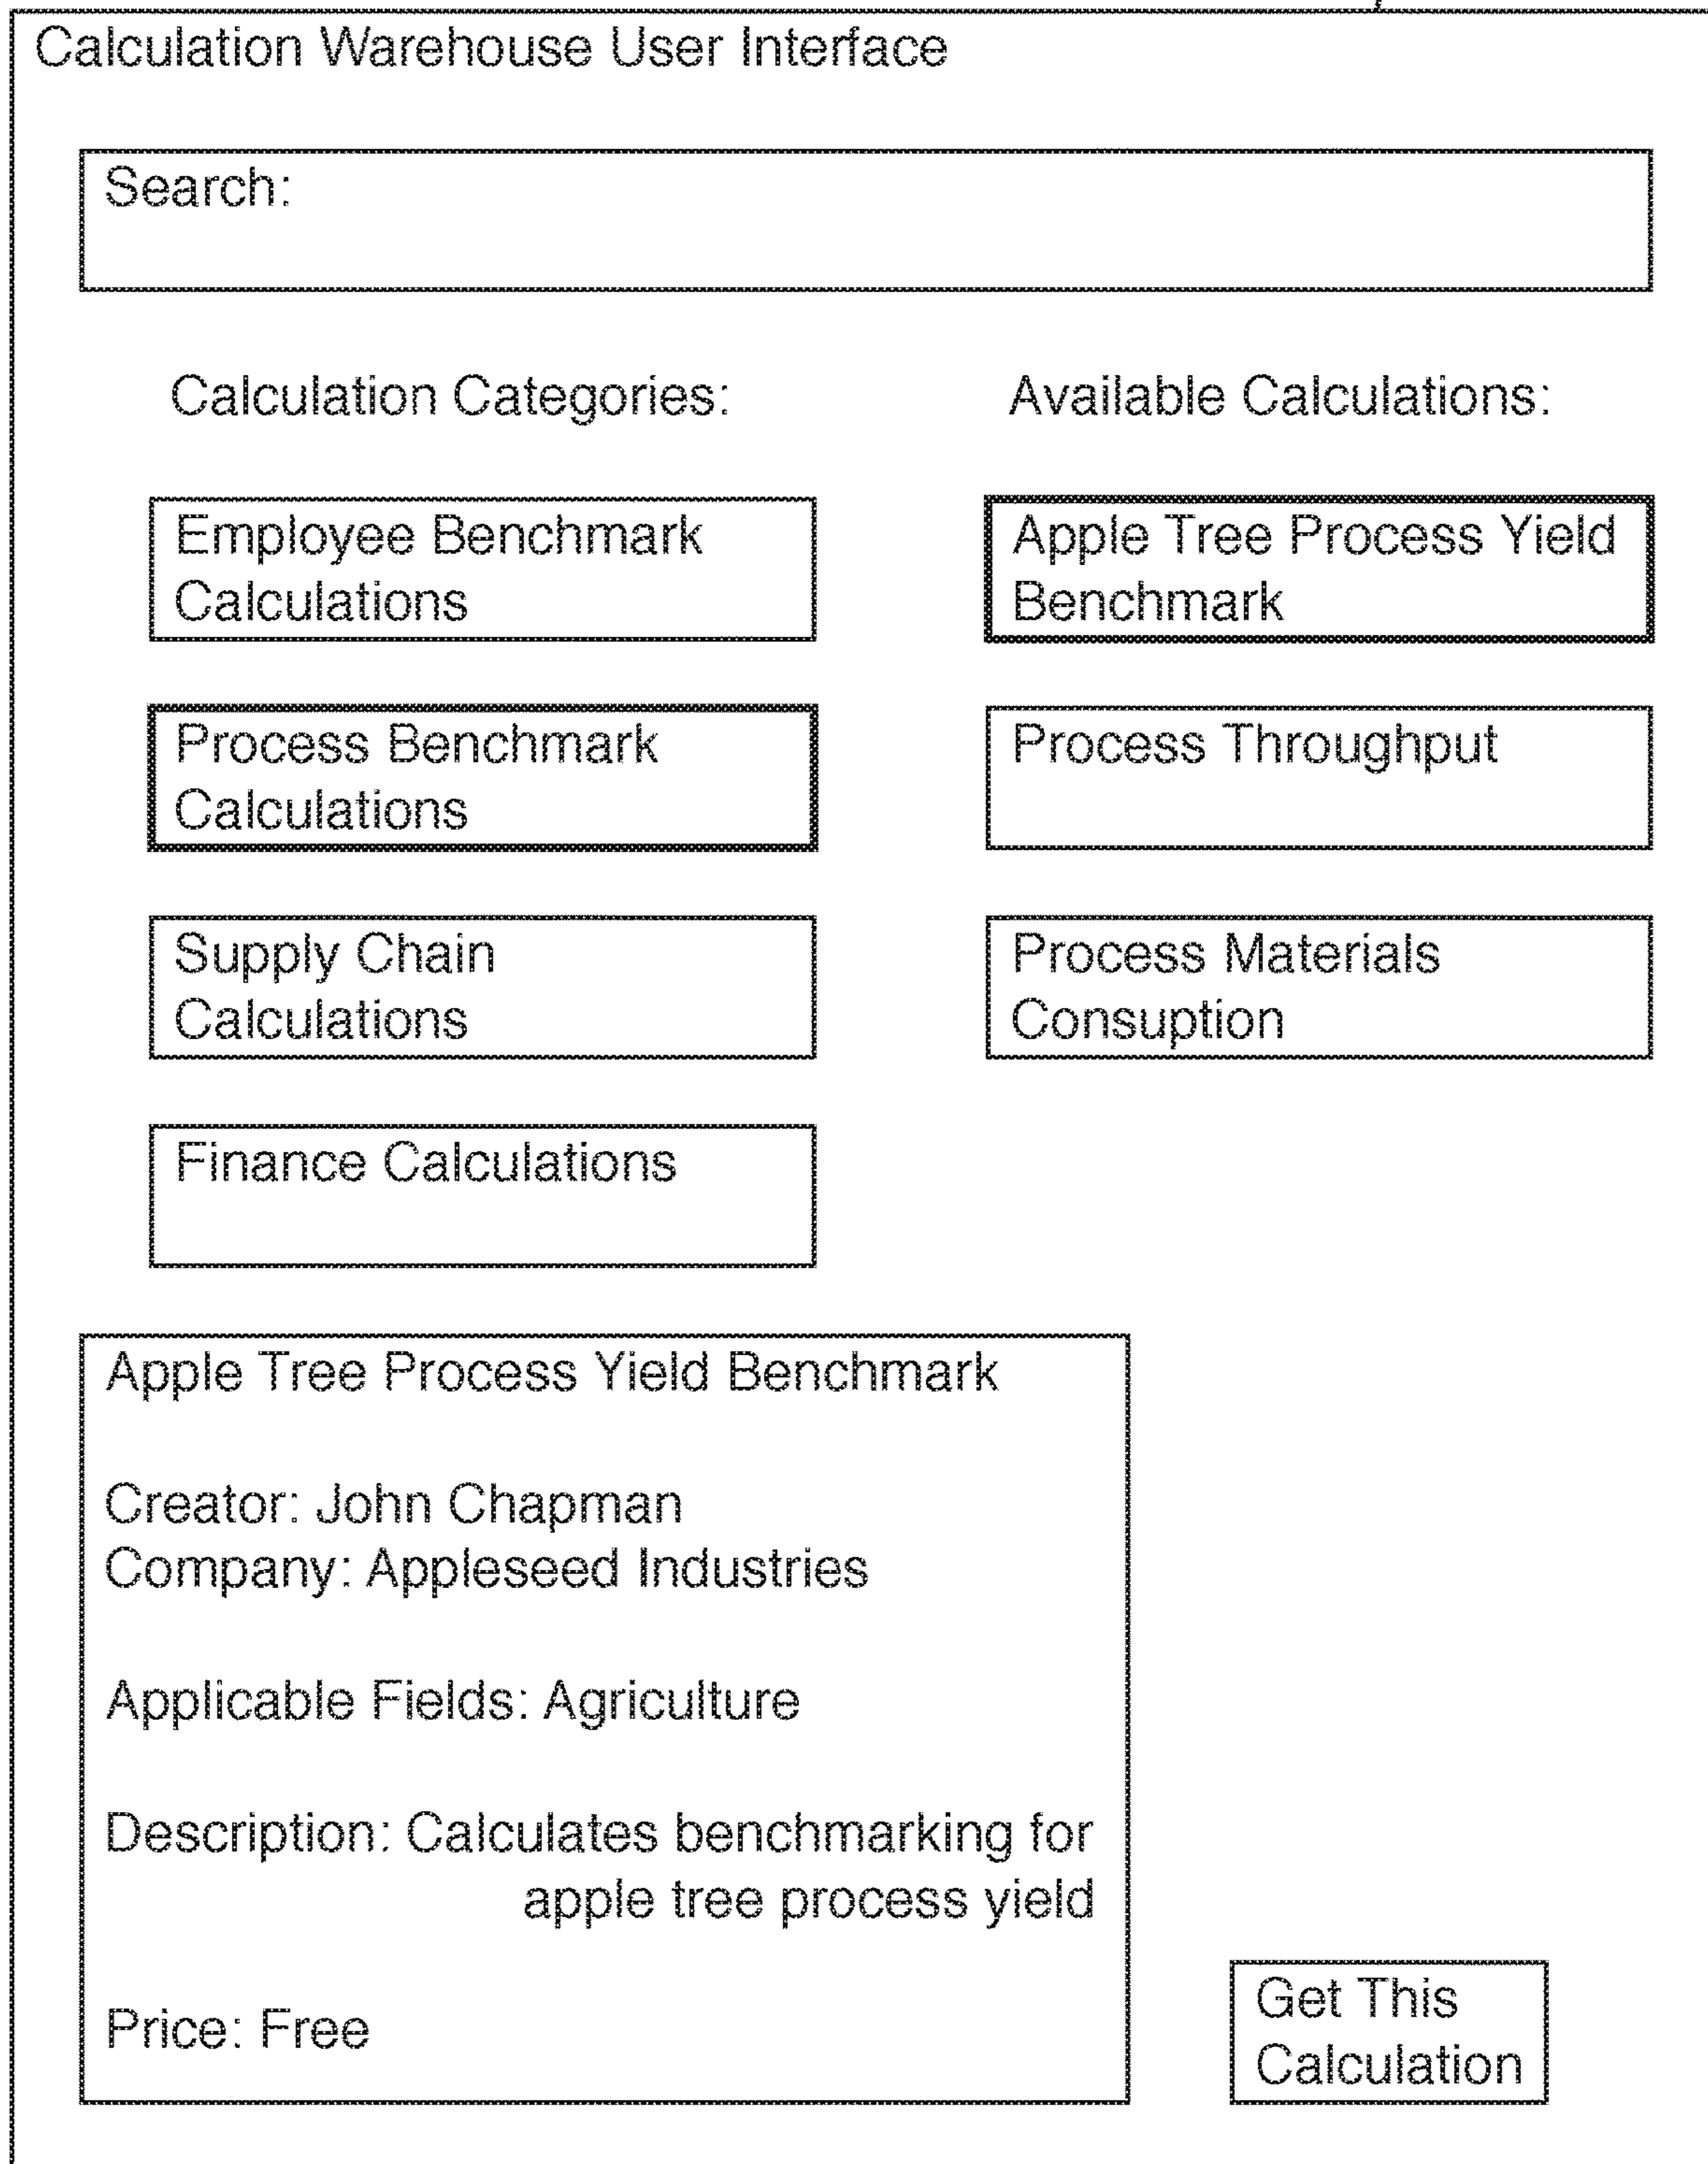 Calculation Warehouse User Interface
Search:
Calculation Categories:
Available Calculations:
Employee Benchmark
Calculations
Apple Tree Process Yield
Benchmark
Process Benchmark
Calculations
Process Throughput
Supply Chain
Calculations
Process Materials
Consuption
Finance Calculations
Apple Tree Process Yield Benchmark
Creator: John Chapman
Company: Appleseed Industries
Applicable Fields: Agriculture
Description: Calculates benchmarking for
apple tree process yield
Price: Free
Get This
Calculation